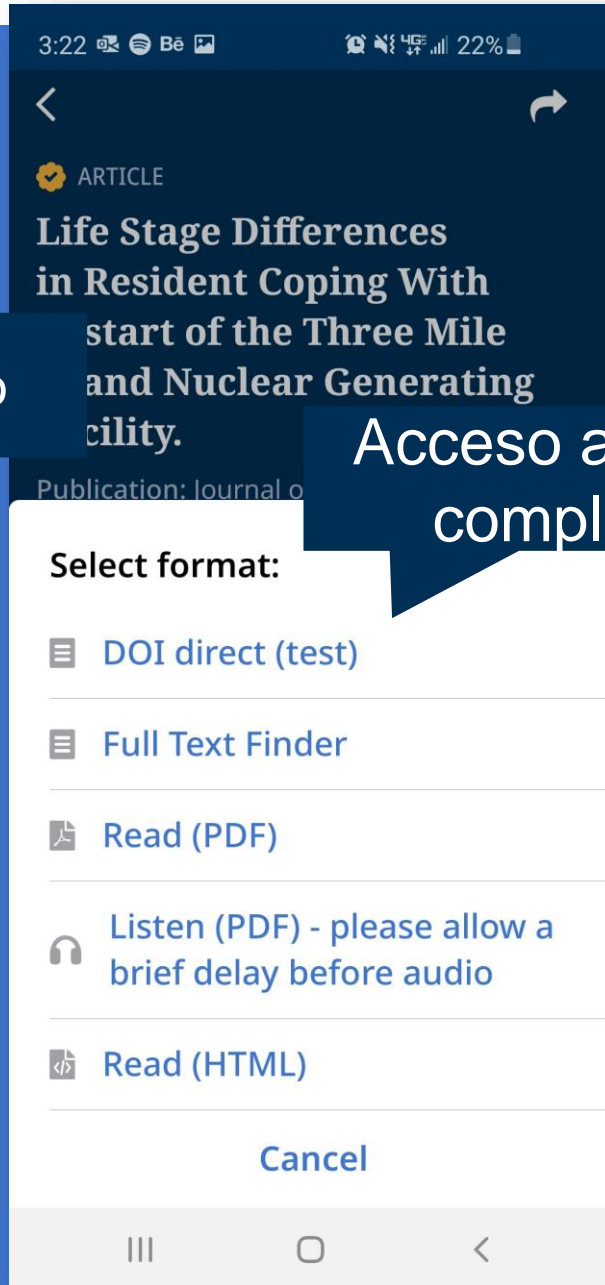 3:22 Bē 22%
ARTICLE
Life Stage Differences
in Resident Coping With
start of the Three Mile
and Nuclear Generating
cility.
Publication: Journal o
o
Acceso a
compl
Select format:
DOI direct (test)
Full Text Finder
Read (PDF)
Listen (PDF) - please allow a
brief delay before audio
Read (HTML)
Cancel